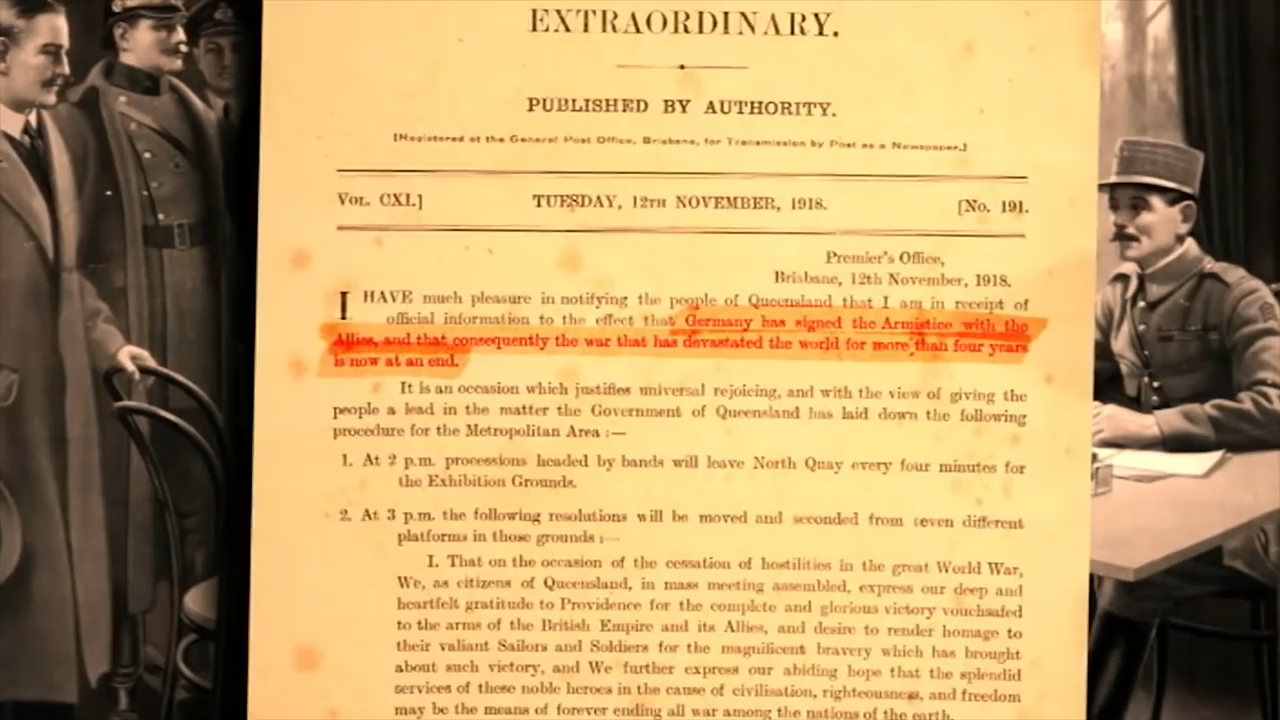 EXTRAORDINARY.
PUBLISHED BY AUTHORITY.
[Registered at the General Post Office, Brisbane, for Transmission by Post as a Newspaper.]
VOL. CXI.] TUESDAY, 12TH NOVEMBER, 1918. [No. 191.
Premier's Office,
Brisbane, 12th November, 1918.
I HAVE much pleasure in notifying the people of Queensland that I am in receipt of
official information to the effect that Germany has signed the Armistice with the
Allies, and that consequently the war that has devastated the world for more than four years
is now at an end.
It is an occasion which justifies universal rejoicing, and with the view of giving the
people a lead in the matter the Government of Queensland has laid down the following
procedure for the Metropolitan Area :—
1. At 2 p.m. processions headed by bands will leave North Quay every four minutes for
the Exhibition Grounds.
2. At 3 p.m. the following resolutions will be moved and seconded from seven different
platforms in those grounds :—
I. That on the occasion of the cessation of hostilities in the great World War,
We, as citizens of Queensland, in mass meeting assembled, express our deep and
heartfelt gratitude to Providence for the complete and glorious victory vouchsafed
to the arms of the British Empire and its Allies, and desire to render homage to
their valiant Sailors and Soldiers for the magnificent bravery which has brought
about such victory, and We further express our abiding hope that the splendid
services of these noble heroes in the cause of civilisation, righteousness, and freedom
may be the means of forever ending all war among the nations of the earth.